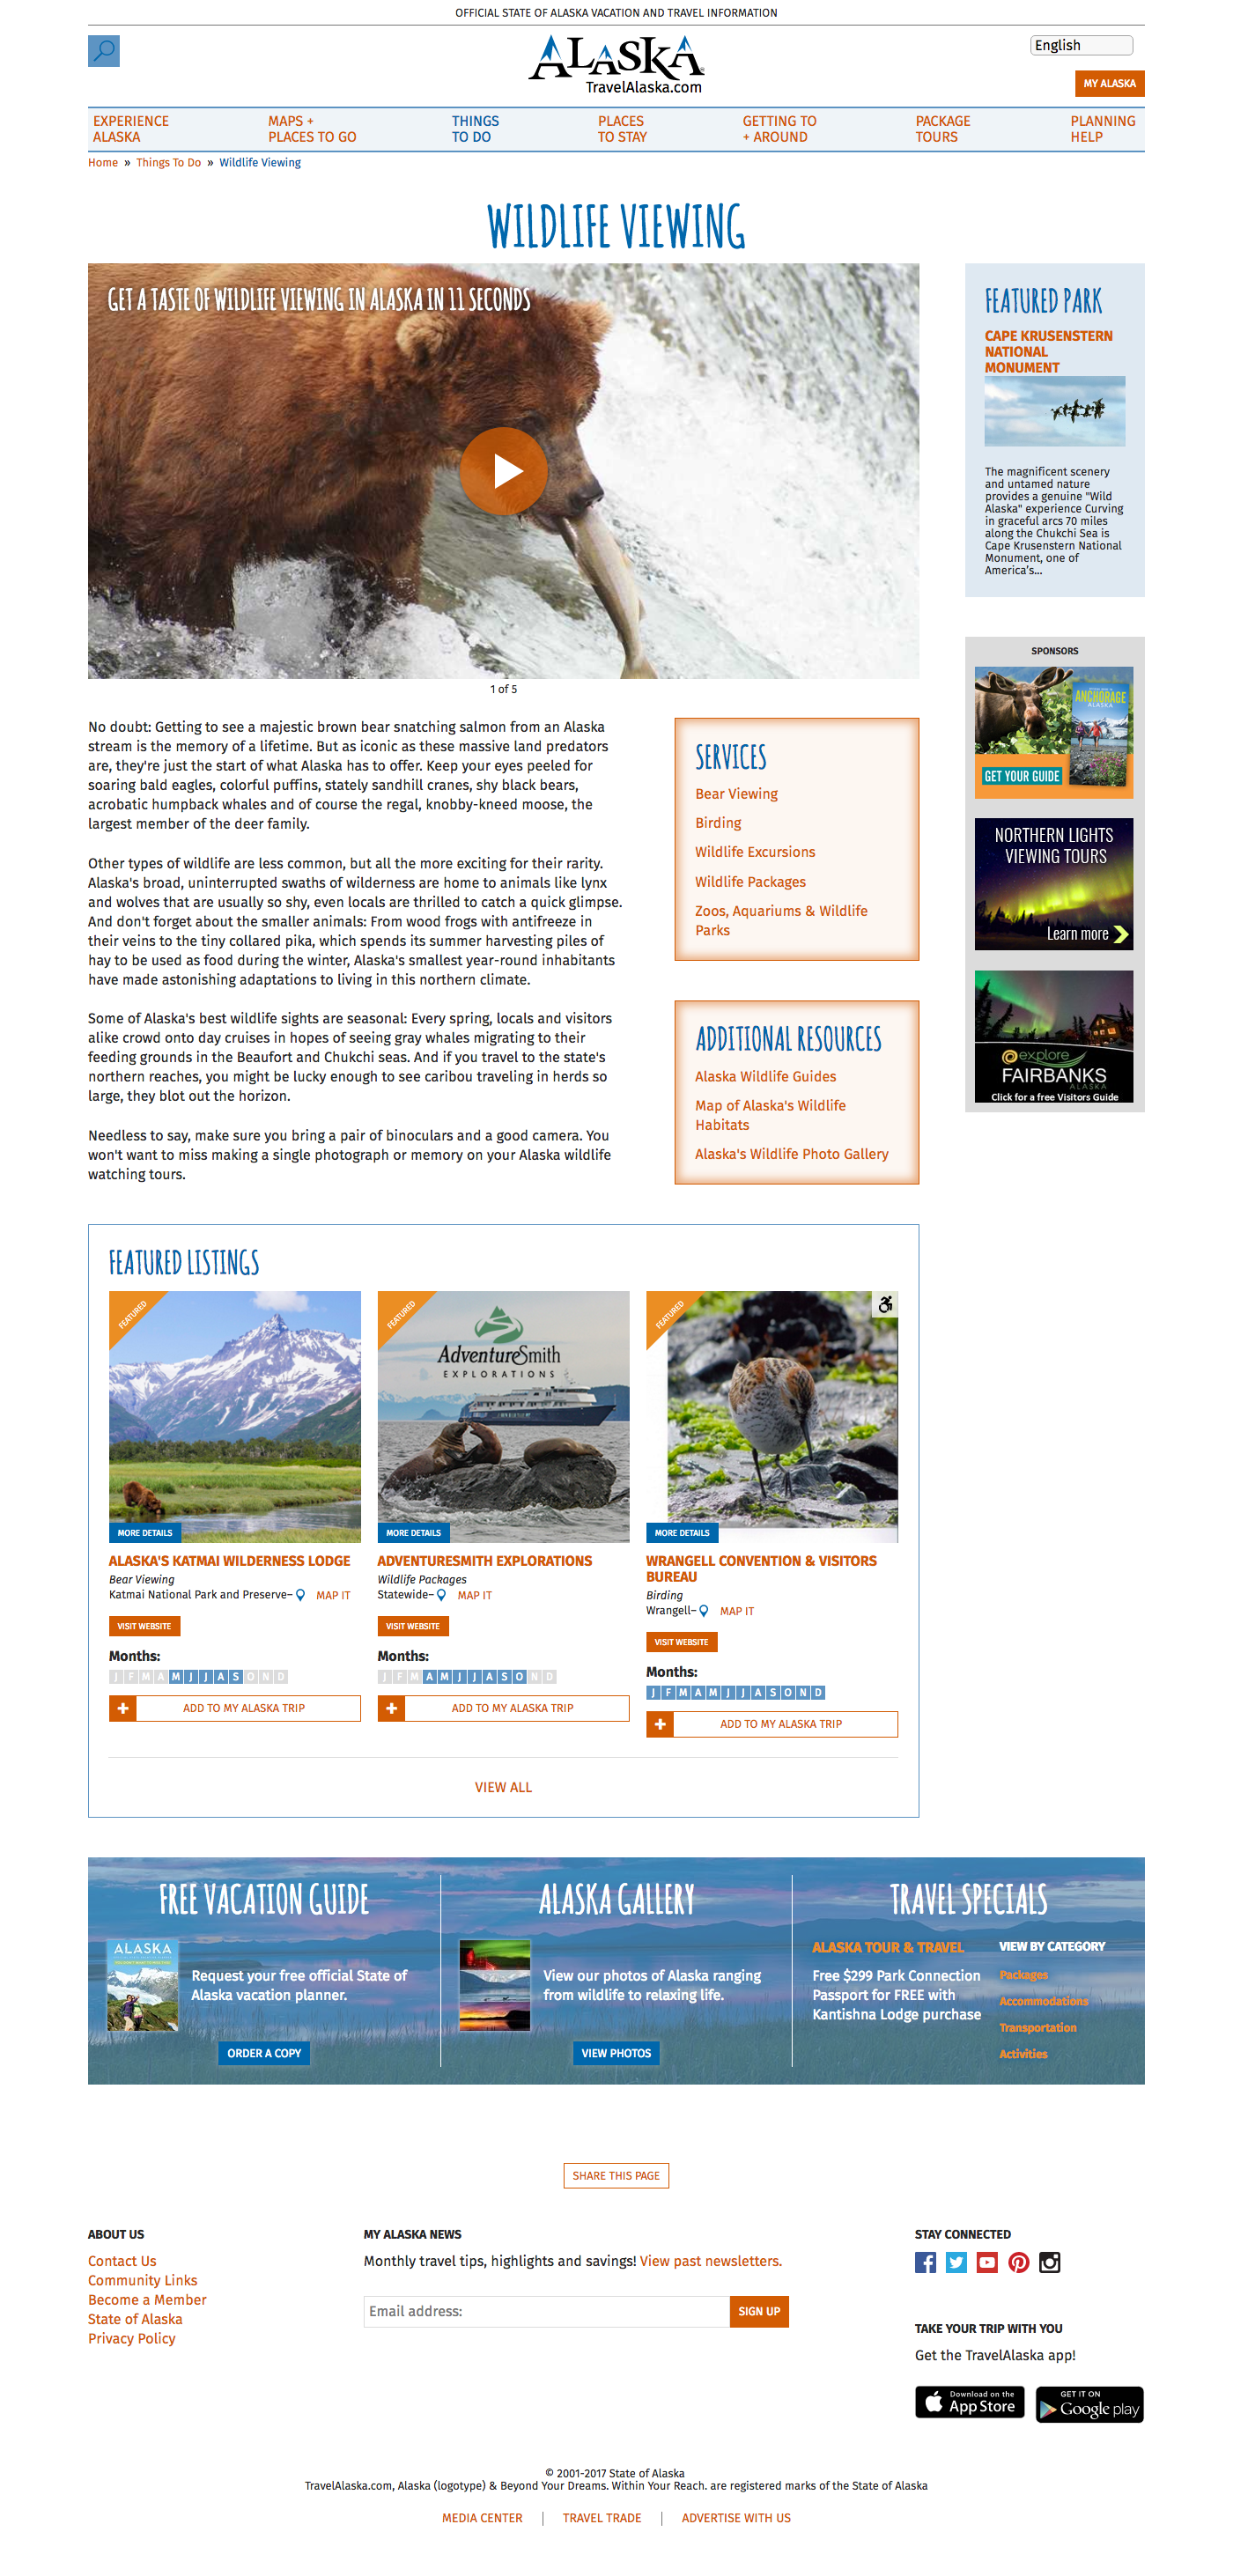 OFFICIAL STATE OF ALASKA VACATION AND TRAVEL INFORMATION
ALASKA
TravelAlaska.com
English
MY ALASKA
EXPERIENCE
ALASKA
MAPS +
PLACES TO GO
THINGS
TO DO
PLACES
TO STAY
GETTING TO
+ AROUND
PACKAGE
TOURS
PLANNING
HELP
Home » Things To Do » Wildlife Viewing
WILDLIFE VIEWING
GET A TASTE OF WILDLIFE VIEWING IN ALASKA IN 11 SECONDS
1 of 5
FEATURED PARK
CAPE KRUSENSTERN
NATIONAL
MONUMENT
The magnificent scenery
and untamed nature
provides a genuine "Wild
Alaska" experience Curving
in graceful arcs 70 miles
along the Chukchi Sea is
Cape Krusenstern National
Monument, one of
America's...
SPONSORS
ANCHORAGE
ALASKA
GET YOUR GUIDE
NORTHERN LIGHTS
VIEWING TOURS
Learn more
explore
FAIRBANKS
ALASKA
Click for a free Visitors Guide
No doubt: Getting to see a majestic brown bear snatching salmon from an Alaska
stream is the memory of a lifetime. But as iconic as these massive land predators
are, they're just the start of what Alaska has to offer. Keep your eyes peeled for
soaring bald eagles, colorful puffins, stately sandhill cranes, shy black bears,
acrobatic humpback whales and of course the regal, knobby-kneed moose, the
largest member of the deer family.
Other types of wildlife are less common, but all the more exciting for their rarity.
Alaska's broad, uninterrupted swaths of wilderness are home to animals like lynx
and wolves that are usually so shy, even locals are thrilled to catch a quick glimpse.
And don't forget about the smaller animals: From wood frogs with antifreeze in
their veins to the tiny collared pika, which spends its summer harvesting piles of
hay to be used as food during the winter, Alaska's smallest year-round inhabitants
have made astonishing adaptations to living in this northern climate.
Some of Alaska's best wildlife sights are seasonal: Every spring, locals and visitors
alike crowd onto day cruises in hopes of seeing gray whales migrating to their
feeding grounds in the Beaufort and Chukchi seas. And if you travel to the state's
northern reaches, you might be lucky enough to see caribou traveling in herds so
large, they blot out the horizon.
Needless to say, make sure you bring a pair of binoculars and a good camera. You
won't want to miss making a single photograph or memory on your Alaska wildlife
watching tours.
SERVICES
Bear Viewing
Birding
Wildlife Excursions
Wildlife Packages
Zoos, Aquariums & Wildlife
Parks
ADDITIONAL RESOURCES
Alaska Wildlife Guides
Map of Alaska's Wildlife
Habitats
Alaska's Wildlife Photo Gallery
FEATURED LISTINGS
FEATURED
MORE DETAILS
ALASKA'S KATMAI WILDERNESS LODGE
Bear Viewing
Katmai National Park and Preserve– MAP IT
VISIT WEBSITE
Months:
J F M A M J J A S O N D
ADD TO MY ALASKA TRIP
FEATURED
AdventureSmith
EXPLORATIONS
MORE DETAILS
ADVENTURESMITH EXPLORATIONS
Wildlife Packages
Statewide– MAP IT
VISIT WEBSITE
Months:
J F M A M J J A S O N D
ADD TO MY ALASKA TRIP
FEATURED
MORE DETAILS
WRANGELL CONVENTION & VISITORS
BUREAU
Birding
Wrangell– MAP IT
VISIT WEBSITE
Months:
J F M A M J J A S O N D
ADD TO MY ALASKA TRIP
VIEW ALL
FREE VACATION GUIDE
ALASKA
Request your free official State of
Alaska vacation planner.
ORDER A COPY
ALASKA GALLERY
View our photos of Alaska ranging
from wildlife to relaxing life.
VIEW PHOTOS
TRAVEL SPECIALS
ALASKA TOUR & TRAVEL
Free $299 Park Connection
Passport for FREE with
Kantishna Lodge purchase
VIEW BY CATEGORY
Packages
Accommodations
Transportation
Activities
SHARE THIS PAGE
ABOUT US
Contact Us
Community Links
Become a Member
State of Alaska
Privacy Policy
MY ALASKA NEWS
Monthly travel tips, highlights and savings! View past newsletters.
Email address:
SIGN UP
STAY CONNECTED
TAKE YOUR TRIP WITH YOU
Get the TravelAlaska app!
Download on the
App Store
GET IT ON
Google play
© 2001-2017 State of Alaska
TravelAlaska.com, Alaska (logotype) & Beyond Your Dreams. Within Your Reach. are registered marks of the State of Alaska
MEDIA CENTER | TRAVEL TRADE | ADVERTISE WITH US